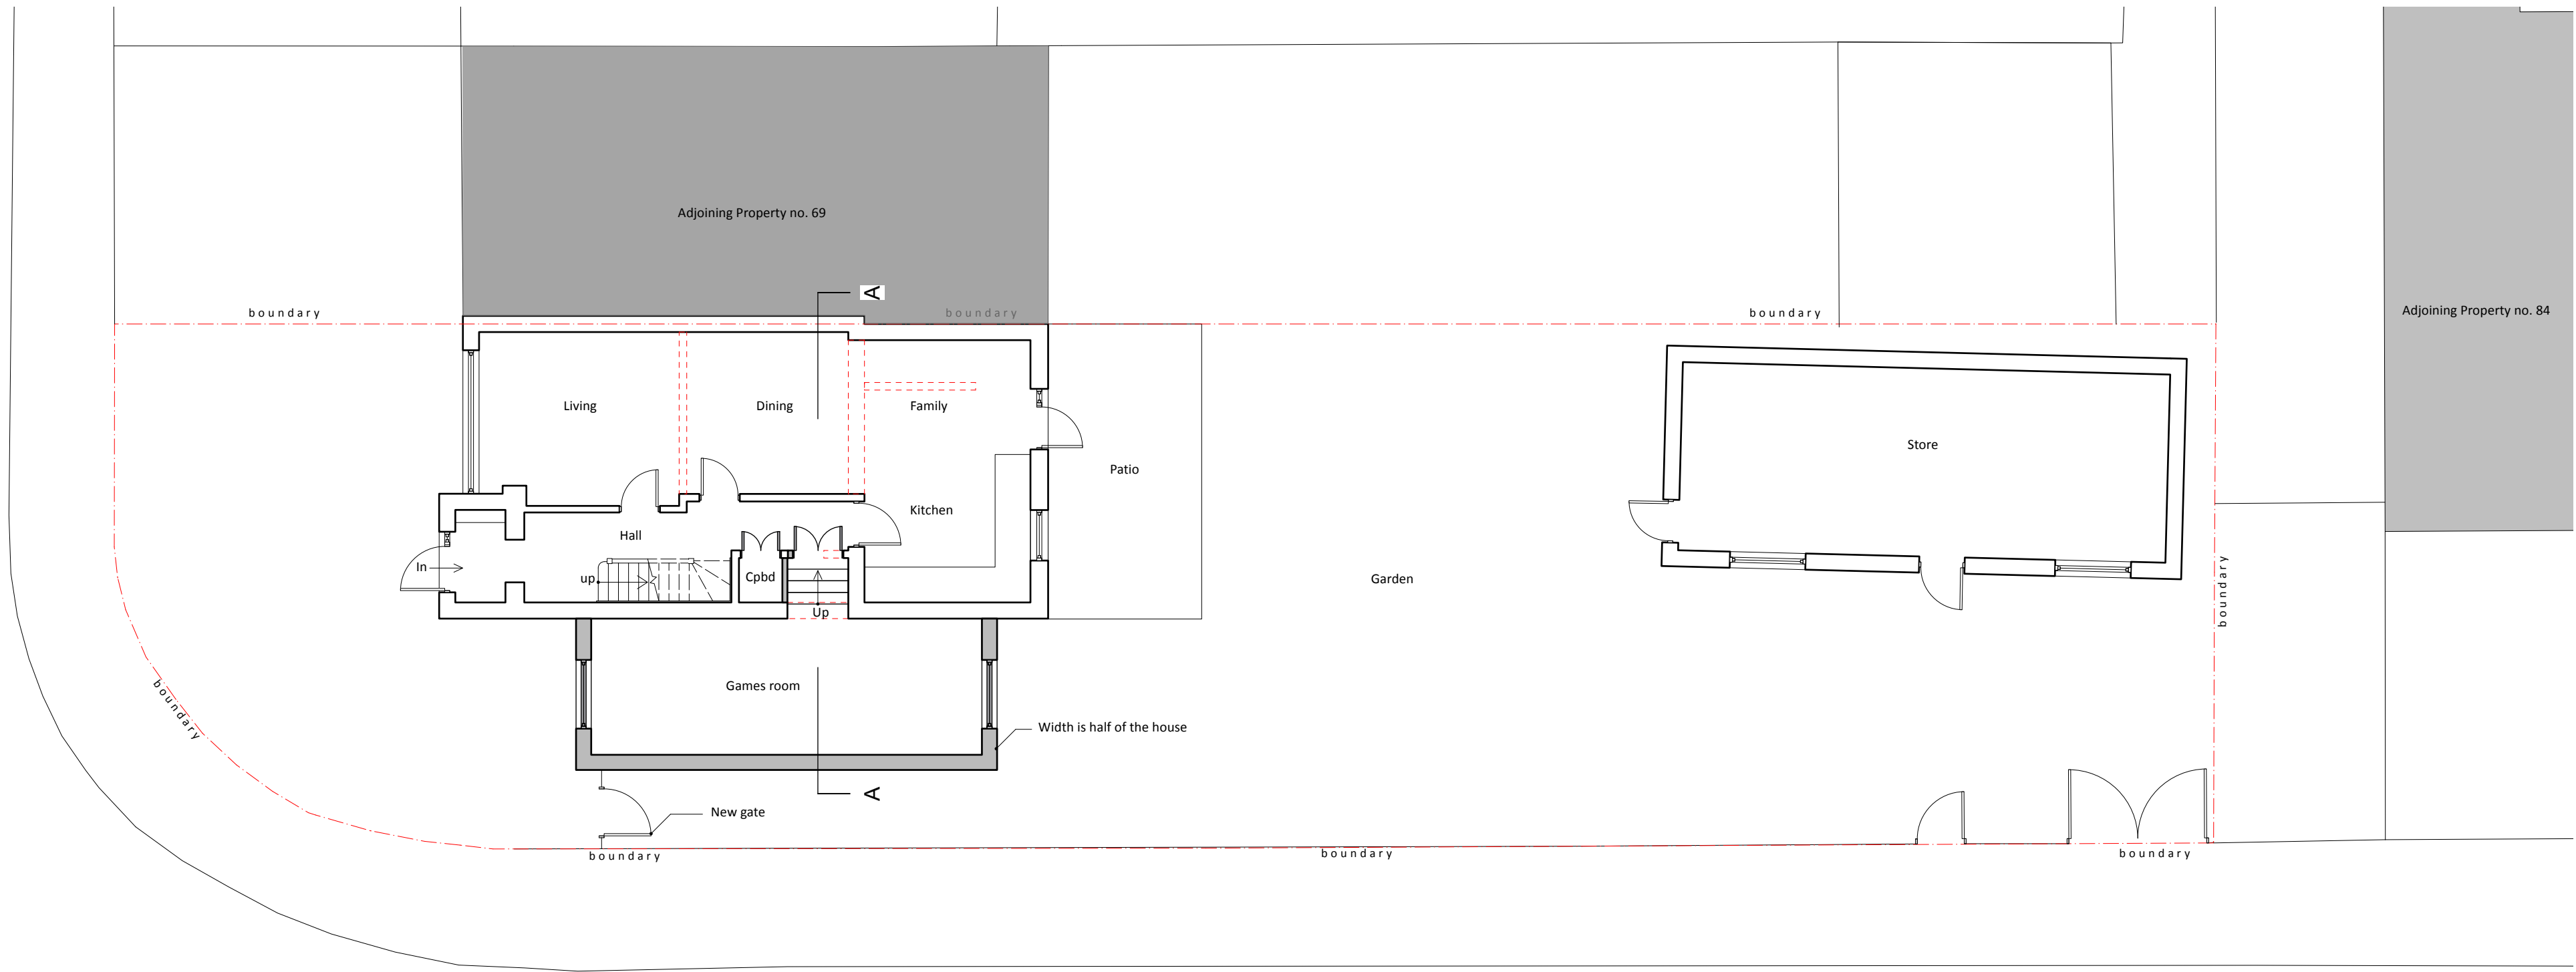 Adjoining Property no. 69
A
boundary
boundary
boundary
Adjoining Property no. 84
Living
Dining
Family
Store
Patio
Kitchen
Hall
In
up
Cpbd
Garden
boundary
Up
Games room
boundary
Width is half of the house
A
New gate
boundary
boundary
boundary